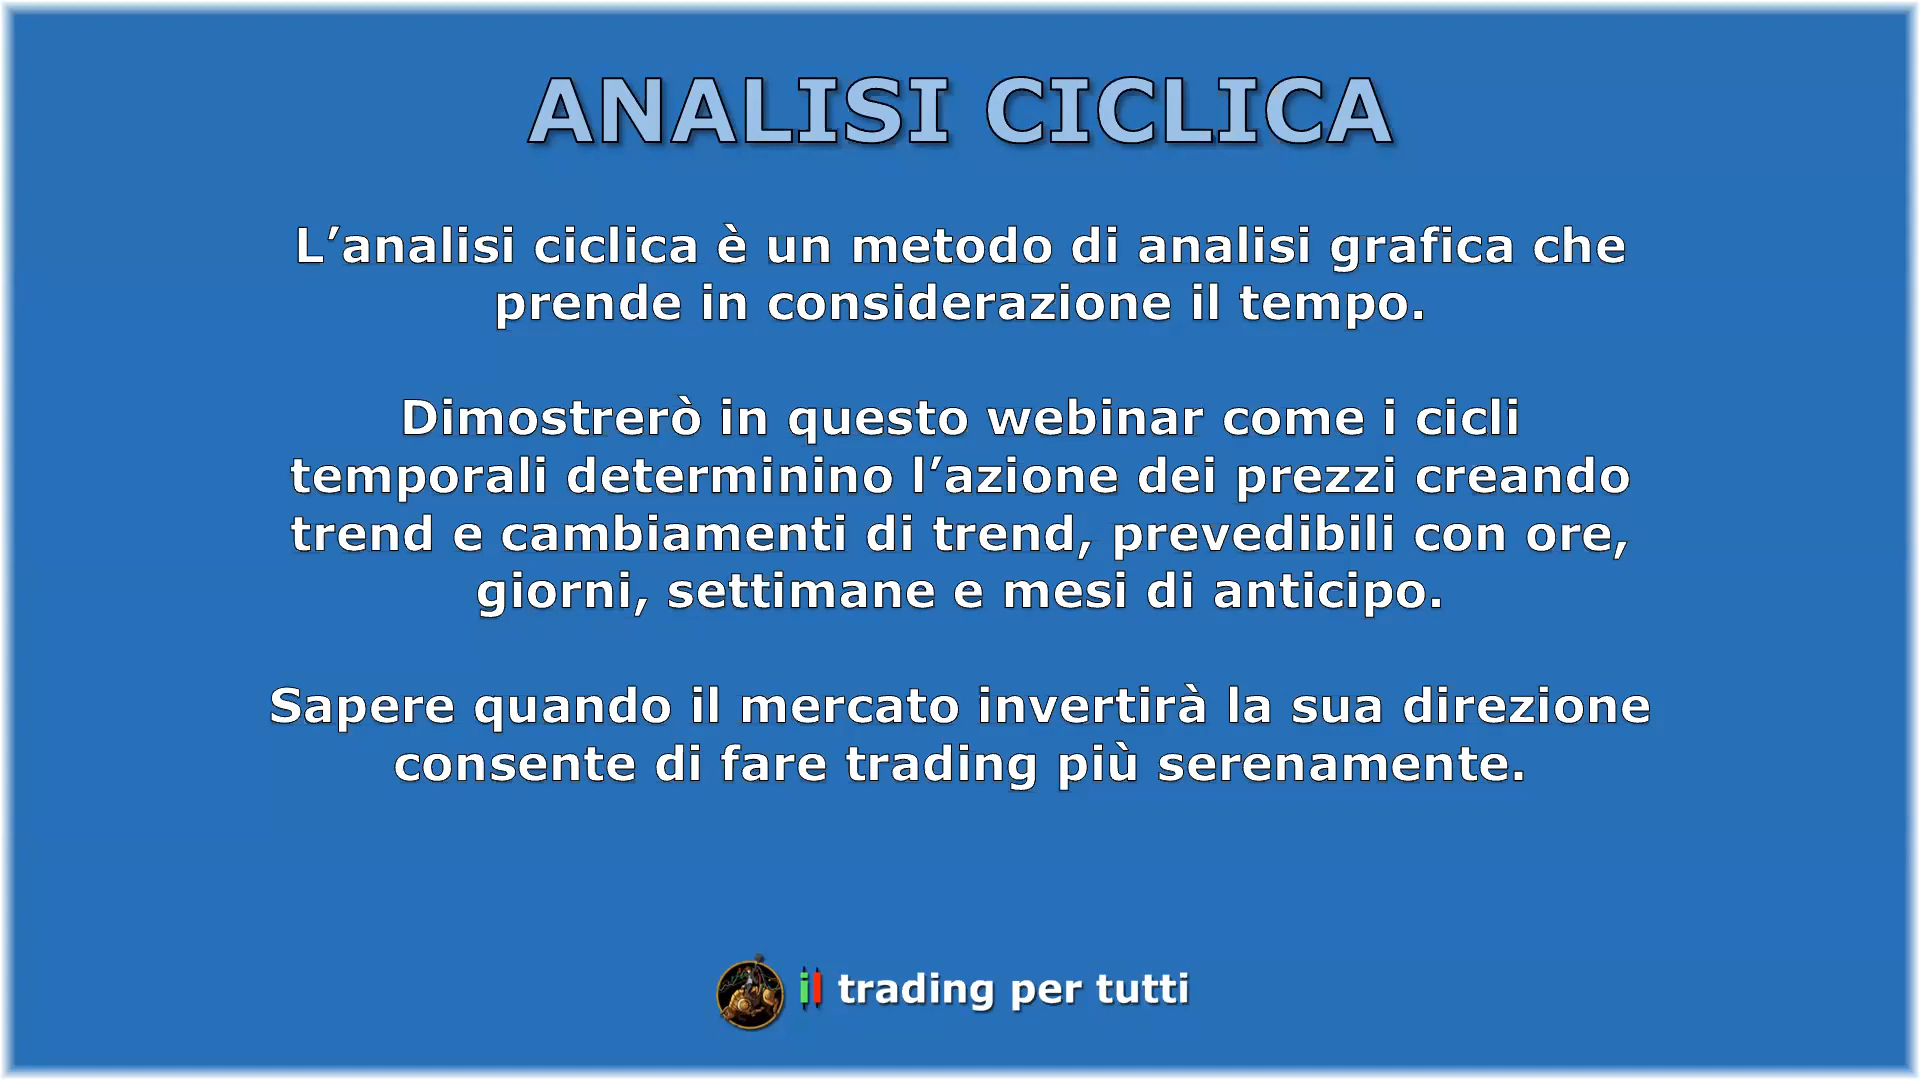 ANALISI CICLICA
L’analisi ciclica è un metodo di analisi grafica che
prende in considerazione il tempo.
Dimostrerò in questo webinar come i cicli
temporali determinino l’azione dei prezzi creando
trend e cambiamenti di trend, prevedibili con ore,
giorni, settimane e mesi di anticipo.
Sapere quando il mercato invertirà la sua direzione
consente di fare trading più serenamente.
il trading per tutti